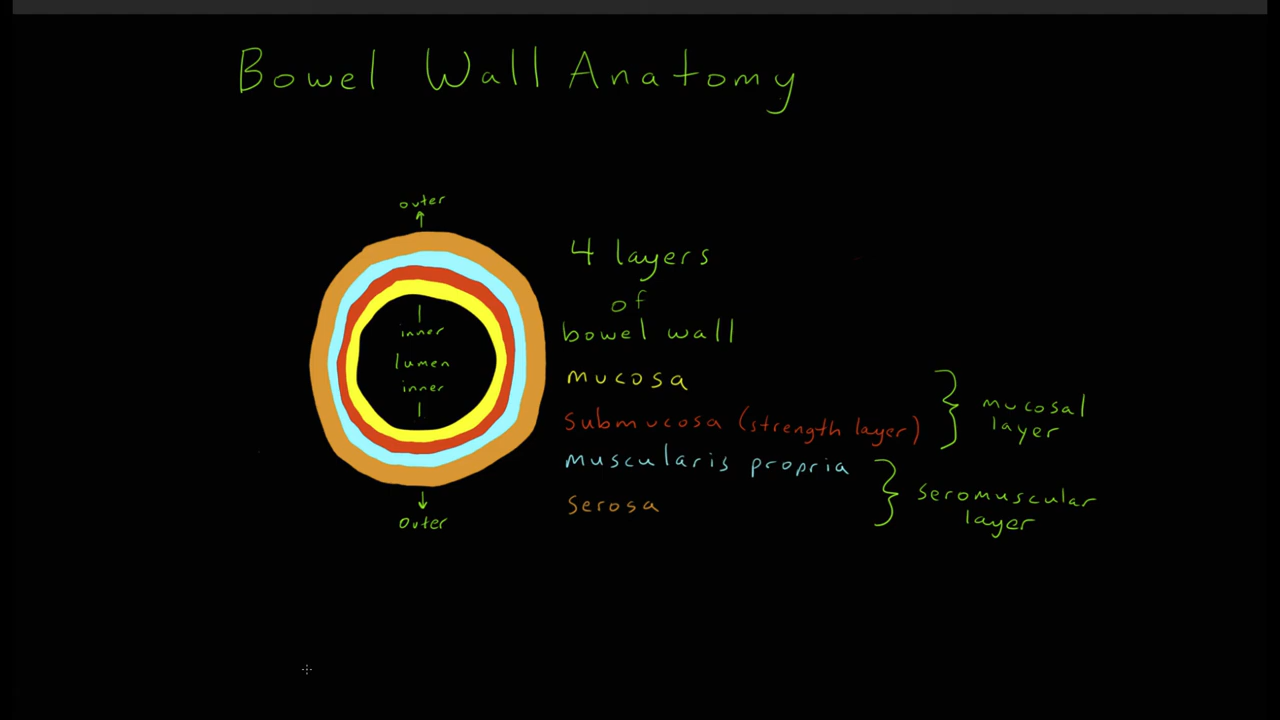 Bowel Wall Anatomy
outer
inner
lumen
inner
outer
4 layers
of
bowel wall
mucosa
submucosa (strength layer)
muscularis propria
serosa
mucosal
layer
seromuscular
layer